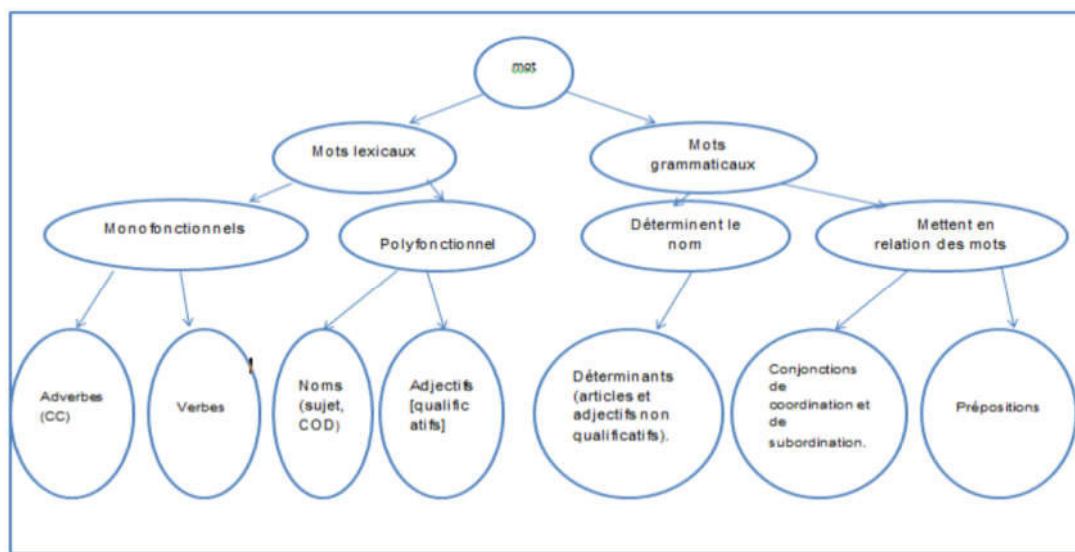 mot
Mots lexicaux
Mots
grammaticaux
Monofonctionnels
Polyfonctionnel
Déterminent le
nom
Mettent en
relation des mots
Adverbes
(CC)
Verbes
Noms
(sujet,
COD)
Adjectifs
[qualific
atifs]
Déterminants
(articles et
adjectifs non
qualificatifs).
Conjonctions
de
coordination et
de
subordination.
Prépositions